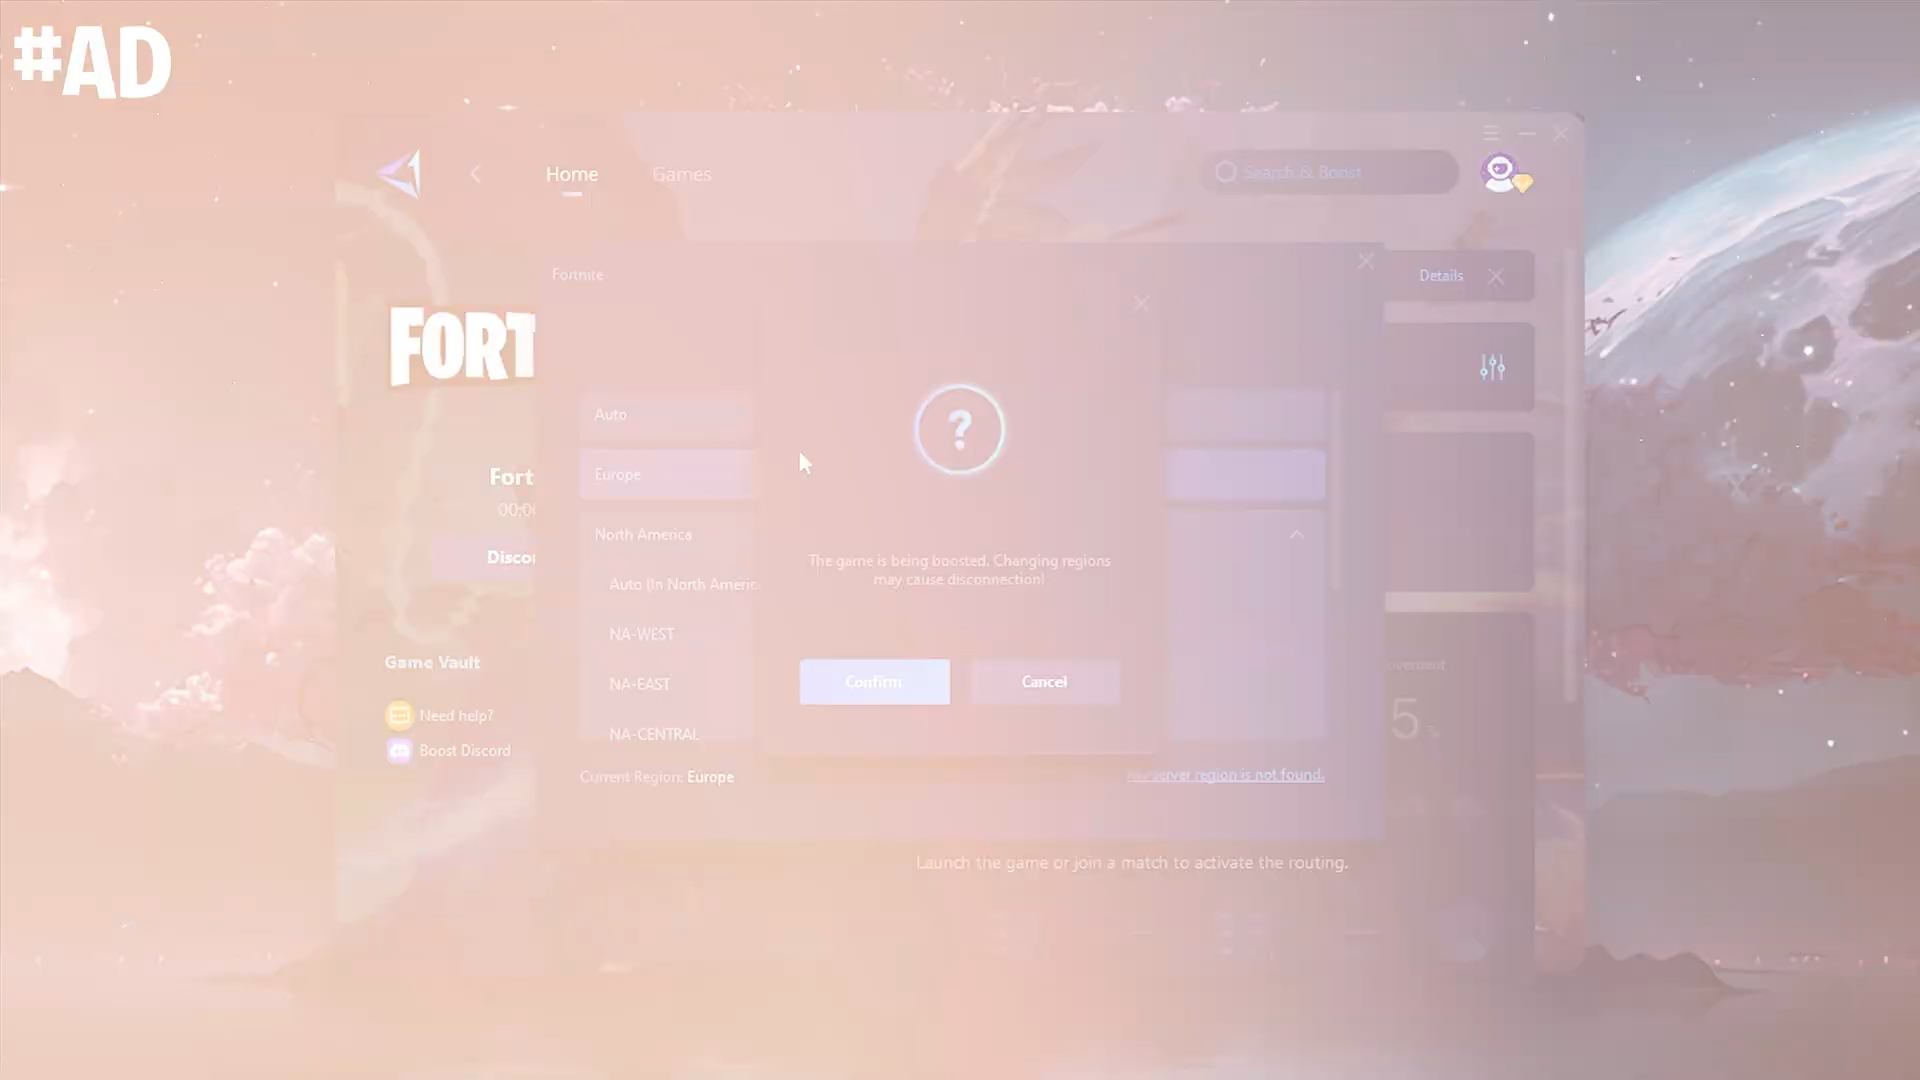 #AD
Home
Games
Search & Boost
Fortnite
Details
FORT
Auto
Fort
Europe
North America
Disco
The game is being boosted. Changing regions
may cause disconnection!
Auto (In North Americ
NA-WEST
Game Vault
NA-EAST
Confirm
Cancel
5
Need help?
NA-CENTRAL
Boost Discord
Current Region: Europe
server region is not found.
Launch the game or join a match to activate the routing.